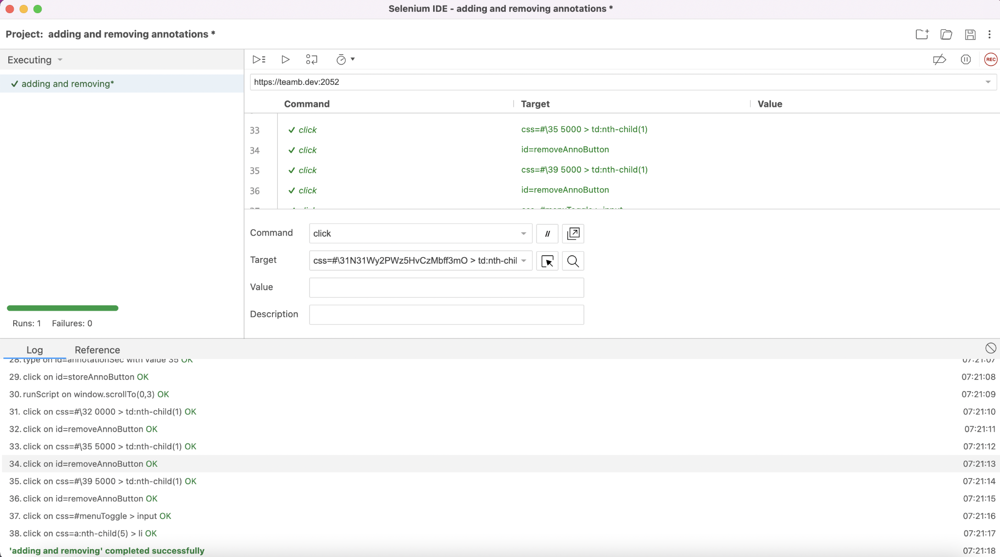 Selenium IDE - adding and removing annotations *
Project: adding and removing annotations *
Executing
adding and removing*
https://teamb.dev:2052
REC
Command Target Value
33 click css=#\35 5000 > td:nth-child(1)
34 click id=removeAnnoButton
35 click css=#\39 5000 > td:nth-child(1)
36 click id=removeAnnoButton
37 click css=#menuToggle > input
Command click //
Target css=#\31N31Wy2PWz5HvCzMbff3mO > td:nth-chil
Value
Description
Runs: 1 Failures: 0
Log Reference
28. type on id=annotationSec with value 35 OK 07:21:07
29. click on id=storeAnnoButton OK 07:21:08
30. runScript on window.scrollTo(0,3) OK 07:21:09
31. click on css=#\32 0000 > td:nth-child(1) OK 07:21:10
32. click on id=removeAnnoButton OK 07:21:11
33. click on css=#\35 5000 > td:nth-child(1) OK 07:21:12
34. click on id=removeAnnoButton OK 07:21:13
35. click on css=#\39 5000 > td:nth-child(1) OK 07:21:14
36. click on id=removeAnnoButton OK 07:21:15
37. click on css=#menuToggle > input OK 07:21:16
38. click on css=a:nth-child(5) > li OK 07:21:17
'adding and removing' completed successfully 07:21:18